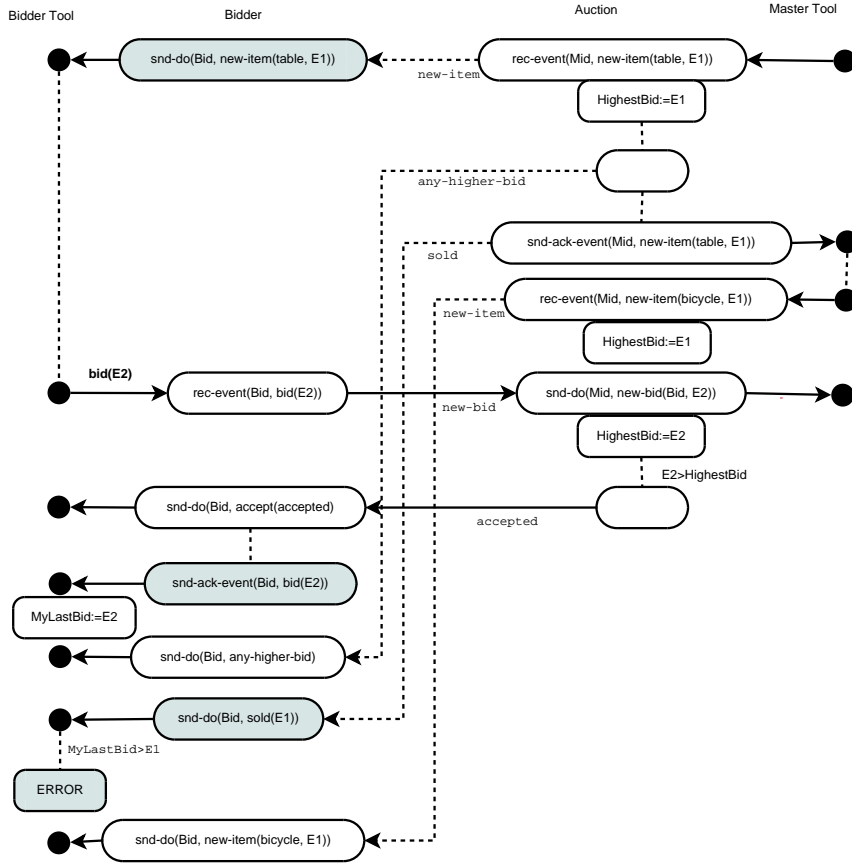 Bidder Tool
Bidder
Auction
Master Tool
snd-do(Bid, new-item(table, E1))
new-item
rec-event(Mid, new-item(table, E1))
HighestBid:=E1
any-higher-bid
snd-ack-event(Mid, new-item(table, E1))
sold
rec-event(Mid, new-item(bicycle, E1))
new-item
HighestBid:=E1
bid(E2)
rec-event(Bid, bid(E2))
new-bid
snd-do(Mid, new-bid(Bid, E2))
HighestBid:=E2
E2>HighestBid
snd-do(Bid, accept(accepted)
accepted
snd-ack-event(Bid, bid(E2))
MyLastBid:=E2
snd-do(Bid, any-higher-bid)
snd-do(Bid, sold(E1))
MyLastBid>E1
ERROR
snd-do(Bid, new-item(bicycle, E1))